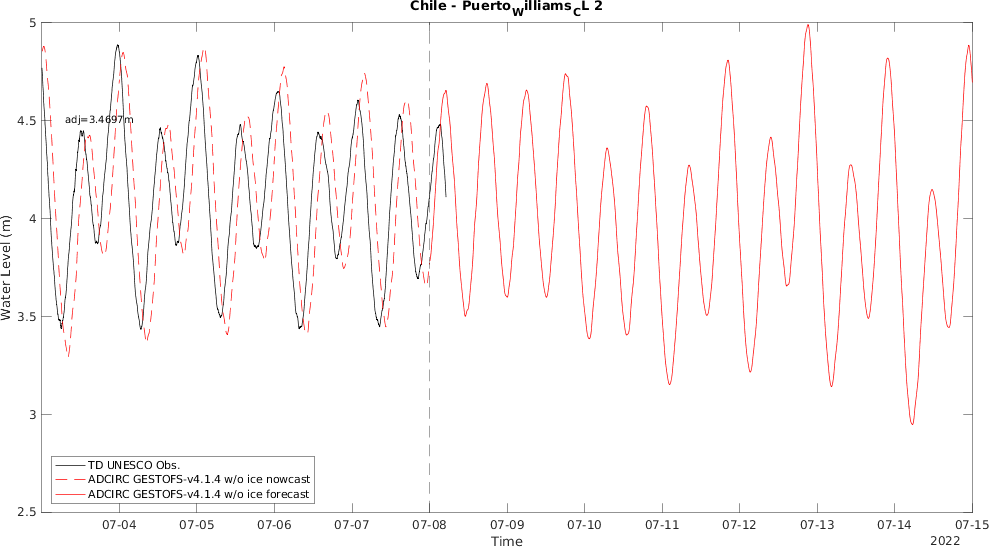 Chile - Puerto_Williams_CL 2
5
4.5
4
3.5
3
2.5
Water Level (m)
adj=3.4697m
TD UNESCO Obs.
ADCIRC GESTOFS-v4.1.4 w/o ice nowcast
ADCIRC GESTOFS-v4.1.4 w/o ice forecast
07-04 07-05 07-06 07-07 07-08 07-09 07-10 07-11 07-12 07-13 07-14 07-15
Time
2022